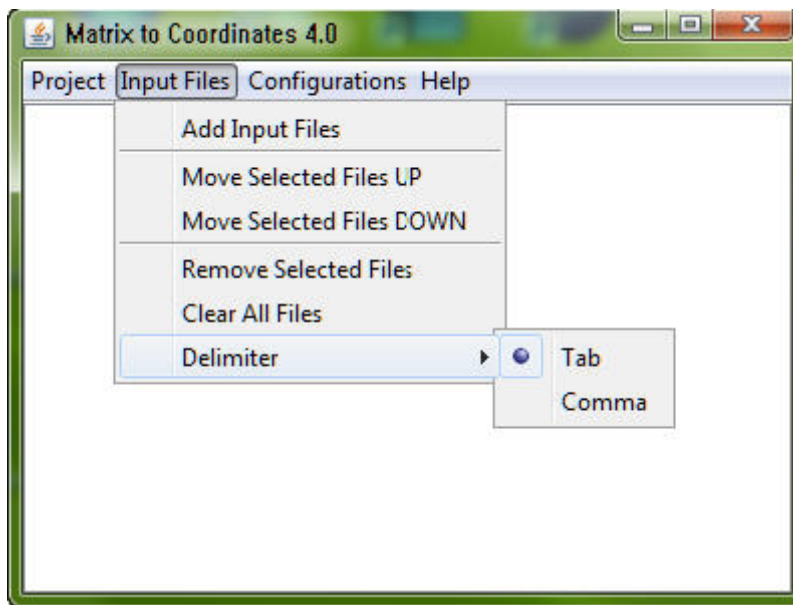 Matrix to Coordinates 4.0
Project Input Files Configurations Help
Add Input Files
Move Selected Files UP
Move Selected Files DOWN
Remove Selected Files
Clear All Files
Delimiter
Tab
Comma